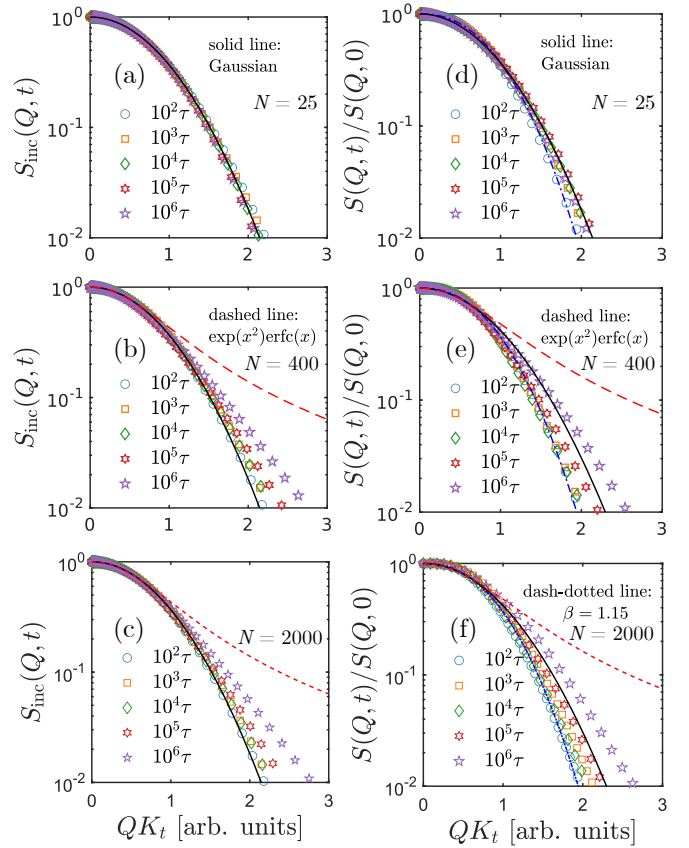 10^0
10^-1
10^-2
S_inc(Q, t)
solid line:
Gaussian
(a)
N = 25
10^2τ
10^3τ
10^4τ
10^5τ
10^6τ
0 1 2 3
10^0
10^-1
10^-2
S(Q, t)/S(Q, 0)
solid line:
Gaussian
(d)
N = 25
10^2τ
10^3τ
10^4τ
10^5τ
10^6τ
0 1 2 3
10^0
10^-1
10^-2
S_inc(Q, t)
dashed line:
exp(x^2)erfc(x)
(b)
N = 400
10^2τ
10^3τ
10^4τ
10^5τ
10^6τ
0 1 2 3
10^0
10^-1
10^-2
S(Q, t)/S(Q, 0)
dashed line:
exp(x^2)erfc(x)
(e)
N = 400
10^2τ
10^3τ
10^4τ
10^5τ
10^6τ
0 1 2 3
10^0
10^-1
10^-2
S_inc(Q, t)
(c)
N = 2000
10^2τ
10^3τ
10^4τ
10^5τ
10^6τ
0 1 2 3
QK_t [arb. units]
10^0
10^-1
10^-2
S(Q, t)/S(Q, 0)
dash-dotted line:
β = 1.15
(f)
N = 2000
10^2τ
10^3τ
10^4τ
10^5τ
10^6τ
0 1 2 3
QK_t [arb. units]